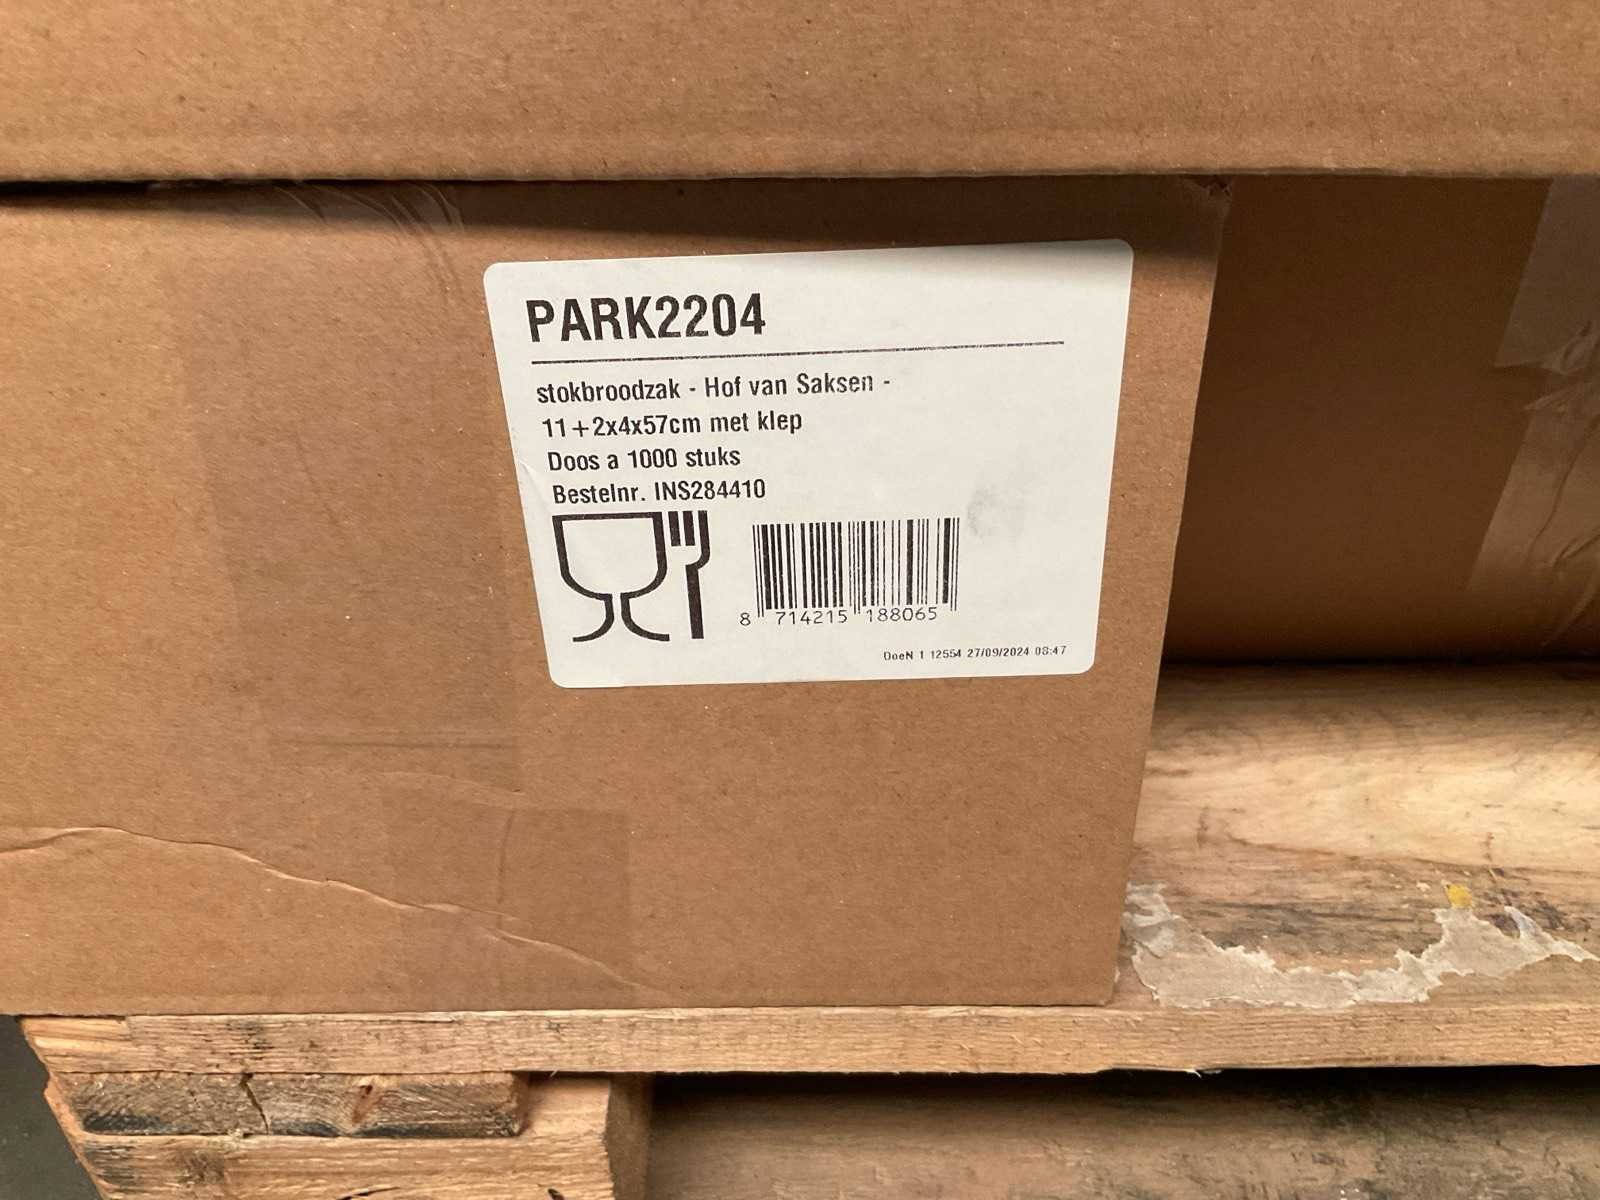 PARK2204
stokbroodzak - Hof van Saksen -
11+2x4x57cm met klep
Doos a 1000 stuks
Bestelnr. INS284410
8 714215 188065
DoeN 1 12554 27/09/2024 08:47